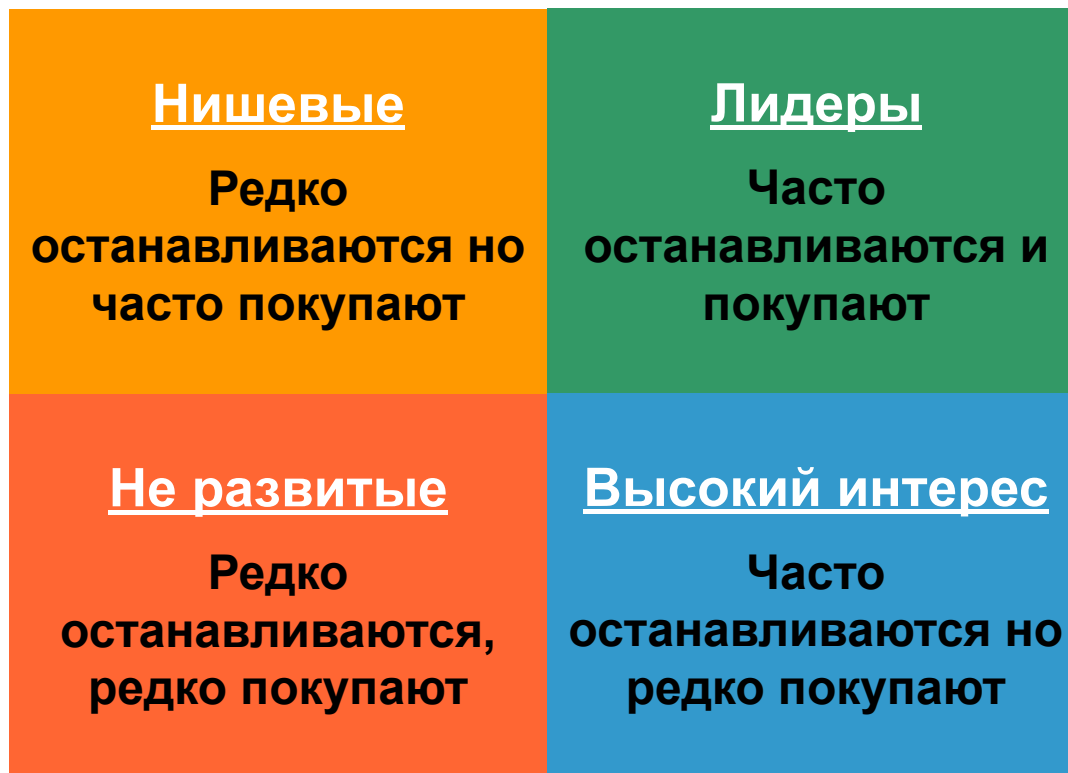 Нишевые
Редко
останавливаются но
часто покупают
Лидеры
Часто
останавливаются и
покупают
Не развитые
Редко
останавливаются,
редко покупают
Высокий интерес
Часто
останавливаются но
редко покупают